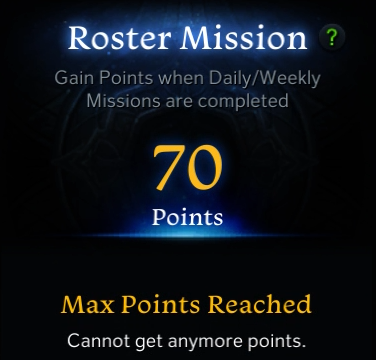 Roster Mission ?
Gain Points when Daily/Weekly
Missions are completed
70
Points
Max Points Reached
Cannot get anymore points.